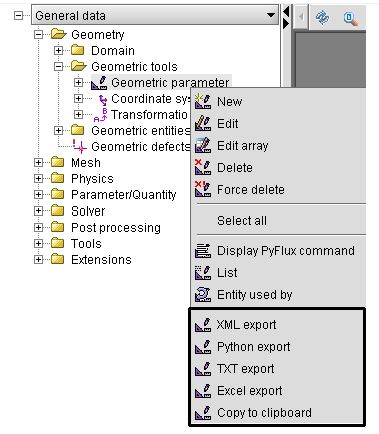 General data
Geometry
Domain
Geometric tools
Geometric parameter
Coordinate sys
Transformatio
Geometric entities
Geometric defects
Mesh
Physics
Parameter/Quantity
Solver
Post processing
Tools
Extensions
New
Edit
Edit array
Delete
Force delete
Select all
Display PyFlux command
List
Entity used by
XML export
Python export
TXT export
Excel export
Copy to clipboard